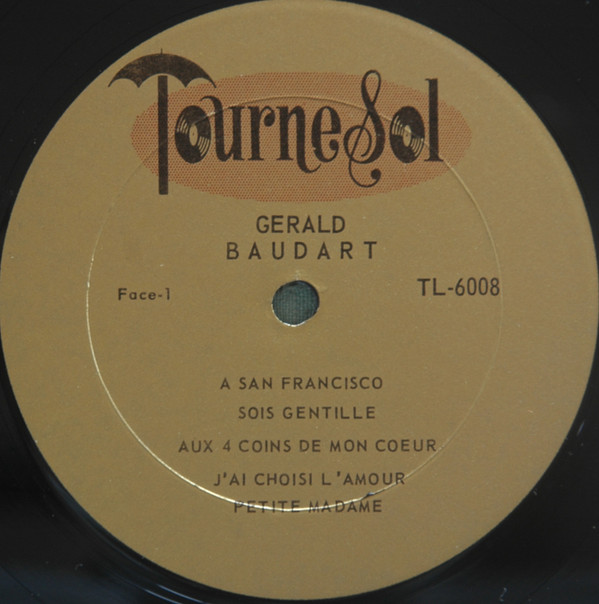 TourneSol
GERALD
BAUDART
Face-1
TL-6008
A SAN FRANCISCO
SOIS GENTILLE
AUX 4 COINS DE MON COEUR
J'AI CHOISI L'AMOUR
PETITE MADAME